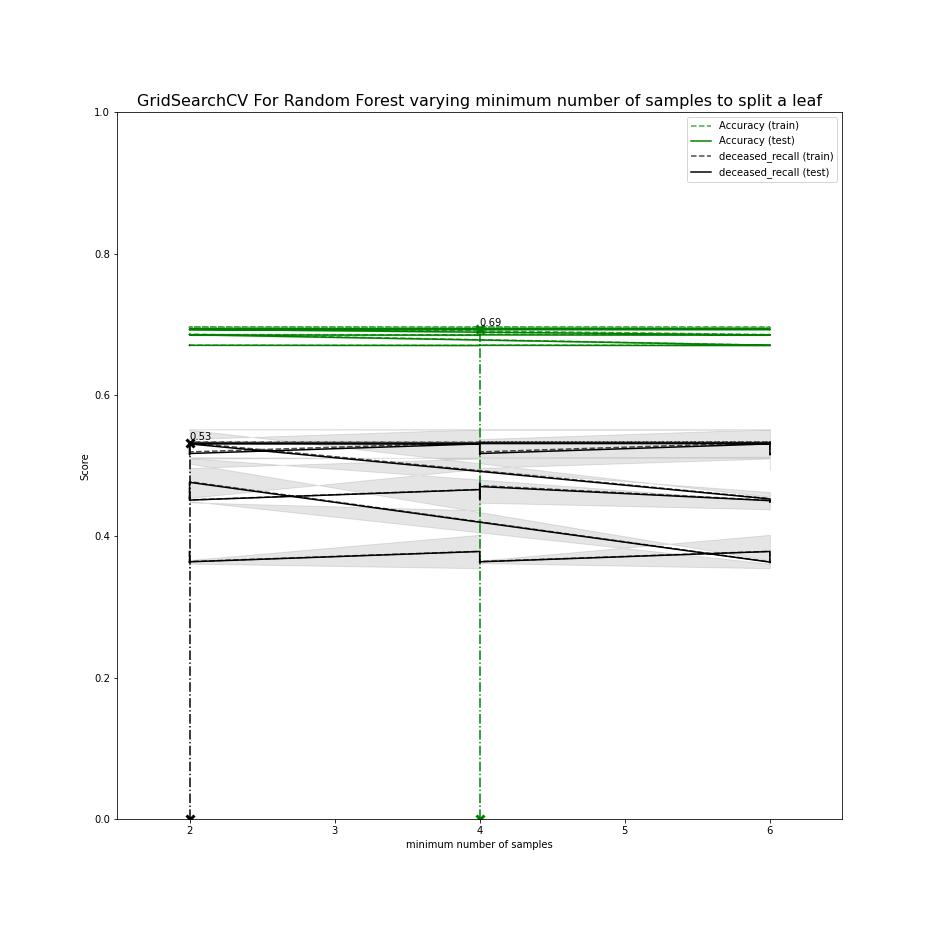 GridSearchCV For Random Forest varying minimum number of samples to split a leaf
1.0
Accuracy (train)
Accuracy (test)
deceased_recall (train)
deceased_recall (test)
0.8
0.69
0.6
0.53
Score
0.4
0.2
0.0
2 3 4 5 6
minimum number of samples